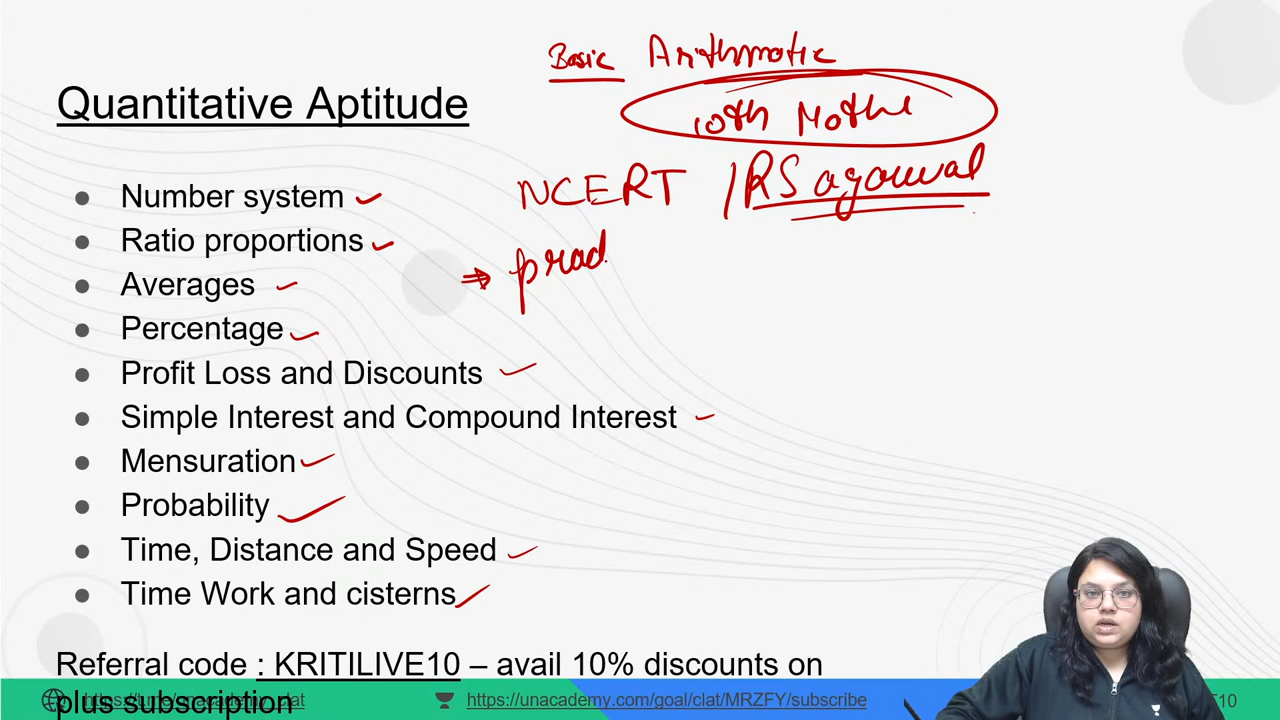 Basic Arithmatic
10th Maths
Quantitative Aptitude
NCERT / RS agarwal
⇒ prad
● Number system
● Ratio proportions
● Averages
● Percentage
● Profit Loss and Discounts
● Simple Interest and Compound Interest
● Mensuration
● Probability
● Time, Distance and Speed
● Time Work and cisterns
Referral code : KRITILIVE10 – avail 10% discounts on
plus subscription
https://unacademy.com/goal/clat/MRZFY/subscribe